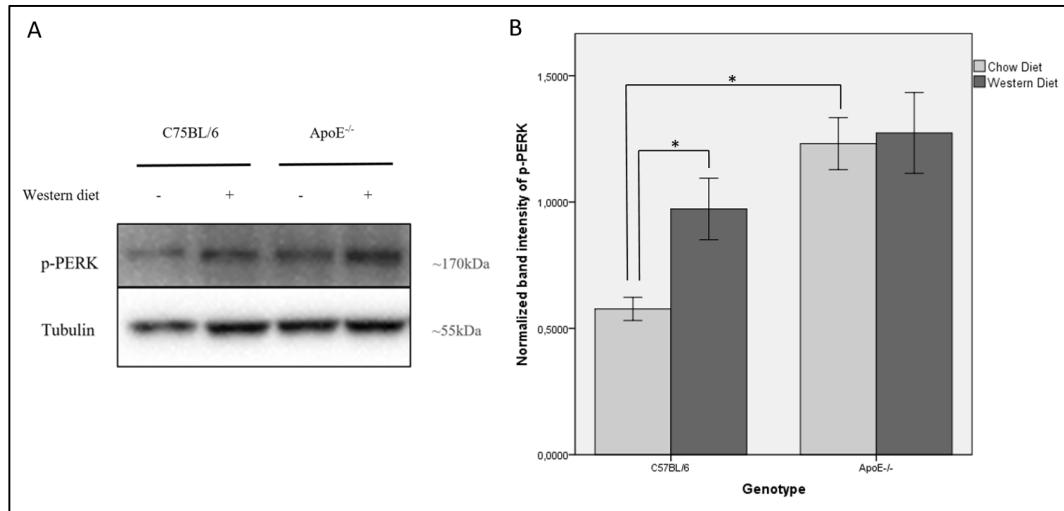 A
C75BL/6 ApoE-/-
Western diet - + - +
p-PERK ~170kDa
Tubulin ~55kDa
B
Chow Diet
Western Diet
*
*
Normalized band intensity of p-PERK
1,5000
1,0000
0,5000
0,0000
C57BL/6 ApoE-/-
Genotype